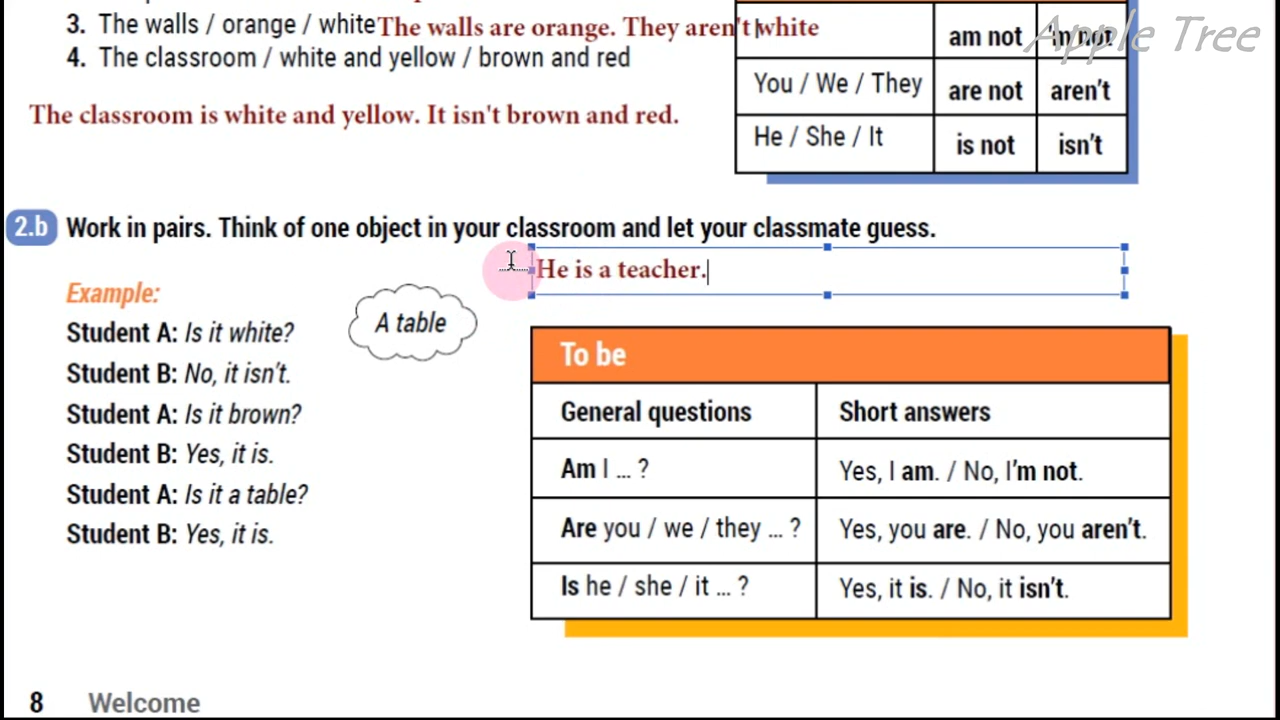 3. The walls / orange / white The walls are orange. They aren't white
4. The classroom / white and yellow / brown and red
The classroom is white and yellow. It isn't brown and red.
am not 'm not
You / We / They are not aren't
He / She / It is not isn't
Apple Tree
2.b Work in pairs. Think of one object in your classroom and let your classmate guess.
He is a teacher.
Example:
A table
Student A: Is it white?
Student B: No, it isn't.
Student A: Is it brown?
Student B: Yes, it is.
Student A: Is it a table?
Student B: Yes, it is.
To be
General questions Short answers
Am I ... ? Yes, I am. / No, I'm not.
Are you / we / they ... ? Yes, you are. / No, you aren't.
Is he / she / it ... ? Yes, it is. / No, it isn't.
8 Welcome